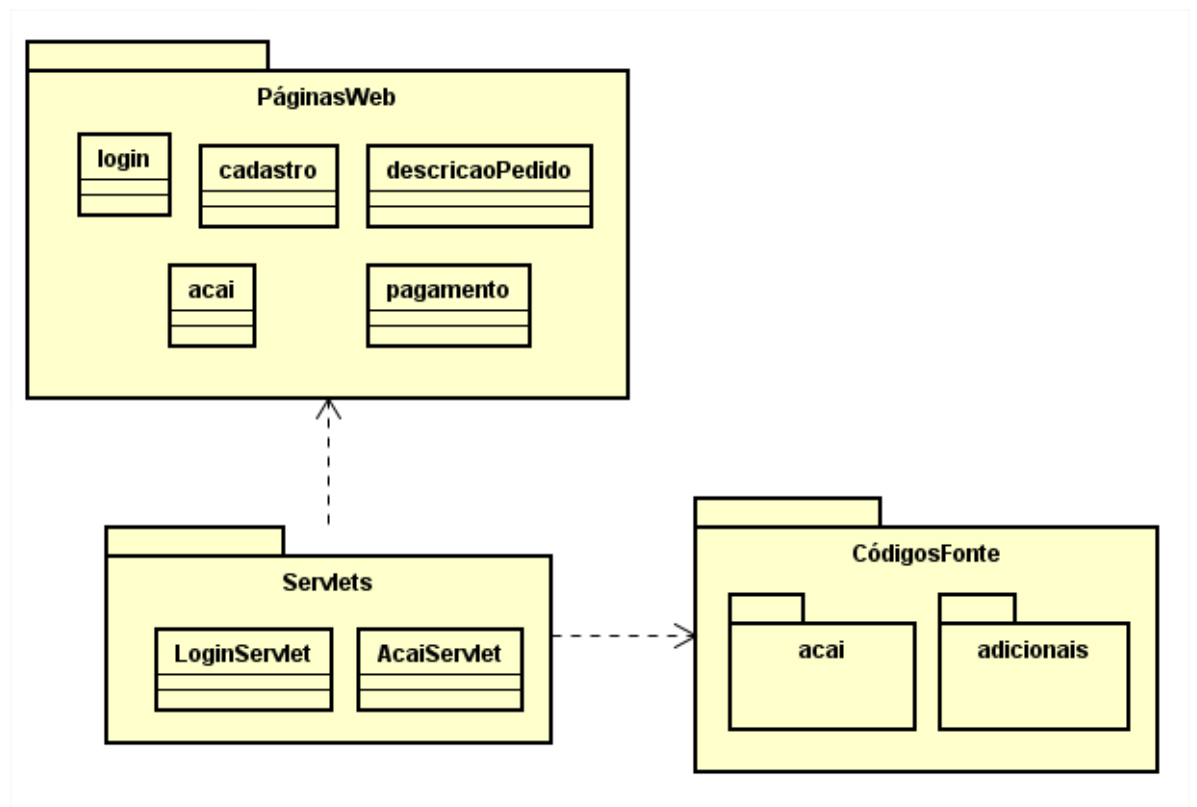 PáginasWeb
login
cadastro
descricaoPedido
acai
pagamento
Servlets
LoginServlet
AcaiServlet
CódigosFonte
acai
adicionais